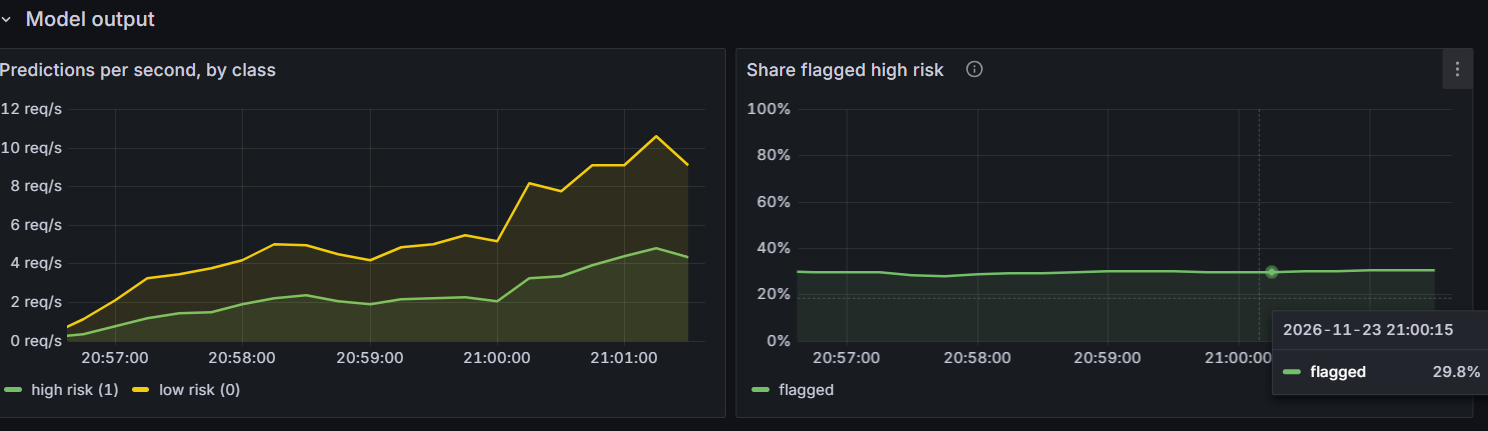 Model output
Predictions per second, by class
12 req/s
10 req/s
8 req/s
6 req/s
4 req/s
2 req/s
0 req/s
20:57:00 20:58:00 20:59:00 21:00:00 21:01:00
high risk (1) low risk (0)
Share flagged high risk
100%
80%
60%
40%
20%
0%
20:57:00 20:58:00 20:59:00 21:00:00
flagged
2026-11-23 21:00:15
flagged 29.8%